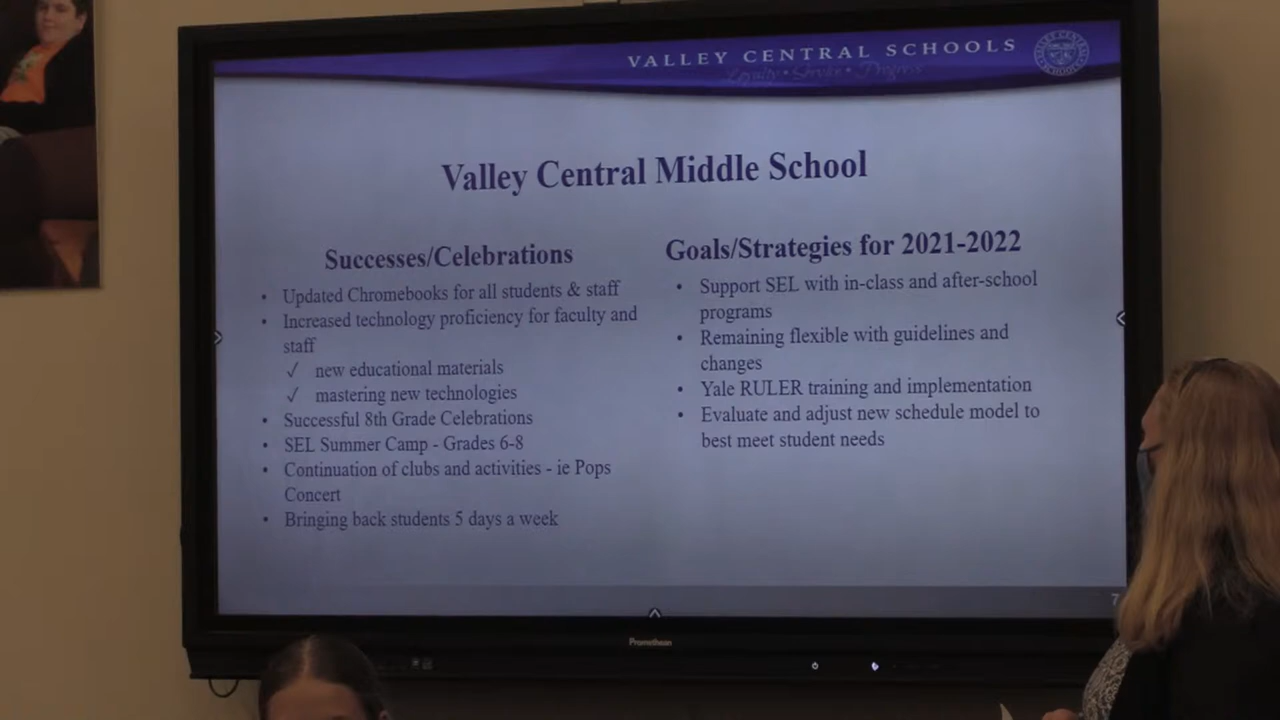 VALLEY CENTRAL SCHOOLS
Loyalty • Service • Progress
Valley Central Middle School
Successes/Celebrations
• Updated Chromebooks for all students & staff
• Increased technology proficiency for faculty and
staff
✓ new educational materials
✓ mastering new technologies
• Successful 8th Grade Celebrations
• SEL Summer Camp - Grades 6-8
• Continuation of clubs and activities - ie Pops
Concert
• Bringing back students 5 days a week
Goals/Strategies for 2021-2022
• Support SEL with in-class and after-school
programs
• Remaining flexible with guidelines and
changes
• Yale RULER training and implementation
• Evaluate and adjust new schedule model to
best meet student needs
7
Promethean